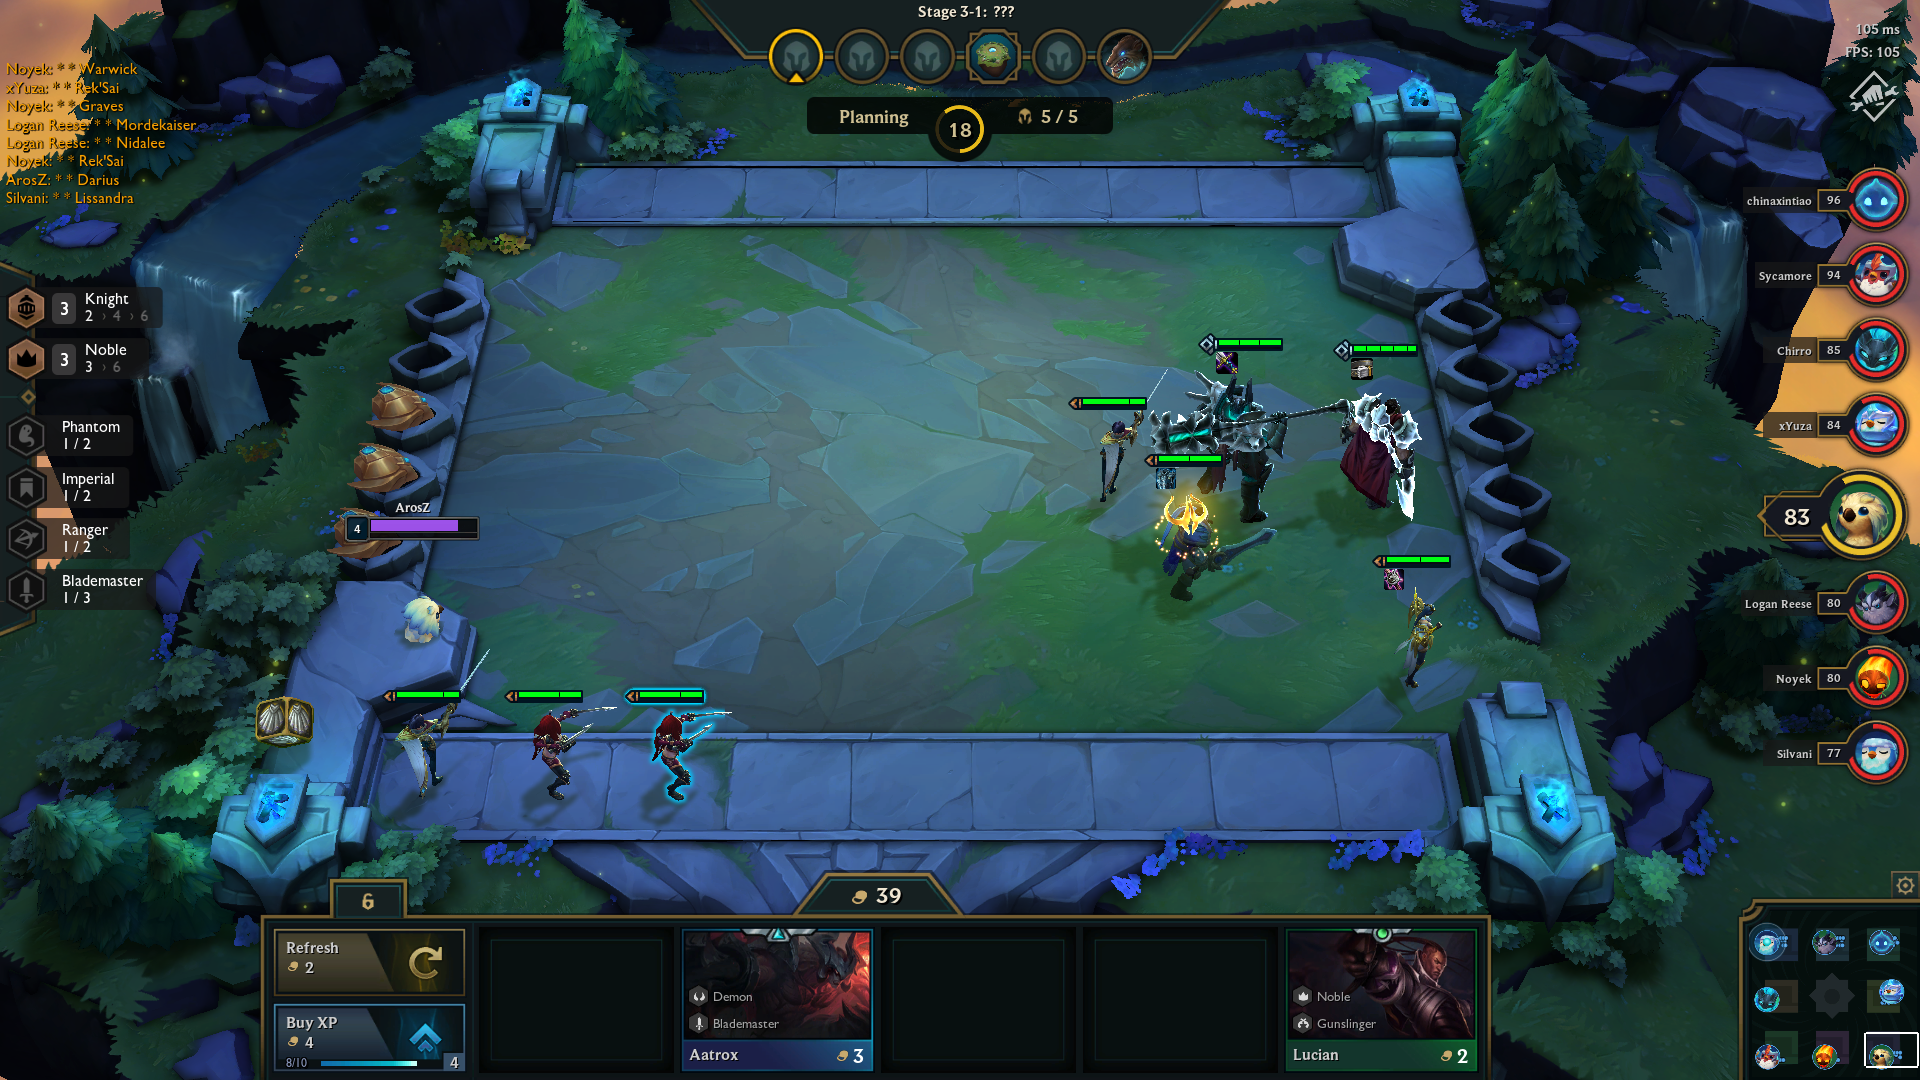 Stage 3-1: ???
105 ms
FPS: 105
Noyek: * * Warwick
xYuza: * * Rek'Sai
Noyek: * * Graves
Logan Reese: * * Mordekaiser
Logan Reese: * * Nidalee
Noyek: * * Rek'Sai
ArosZ: * * Darius
Silvani: * * Lissandra
Planning
18
5 / 5
chinaxintiao 96
Sycamore 94
Chirro 85
xYuza 84
83
Logan Reese 80
Noyek 80
Silvani 77
3 Knight
2 › 4 › 6
3 Noble
3 › 6
Phantom
1 / 2
Imperial
1 / 2
Ranger
1 / 2
Blademaster
1 / 3
ArosZ
4
6
39
Refresh
2
Buy XP
4
8/10
4
Demon
Blademaster
Aatrox 3
Noble
Gunslinger
Lucian 2